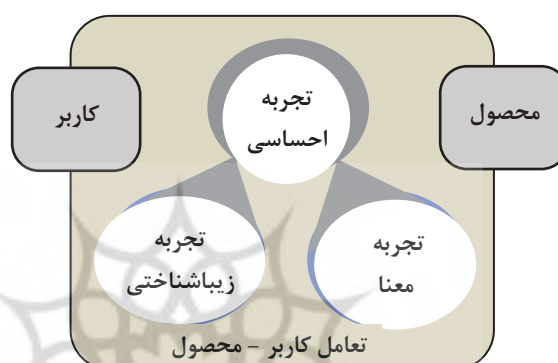 محصول
کاربر
تجربه
احساسی
تجربه
معنا
تجربه
زیباشناختی
تعامل کاربر – محصول